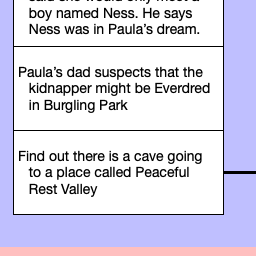 boy named Ness. He says
Ness was in Paula's dream.
Paula's dad suspects that the
kidnapper might be Everdred
in Burgling Park
Find out there is a cave going
to a place called Peaceful
Rest Valley